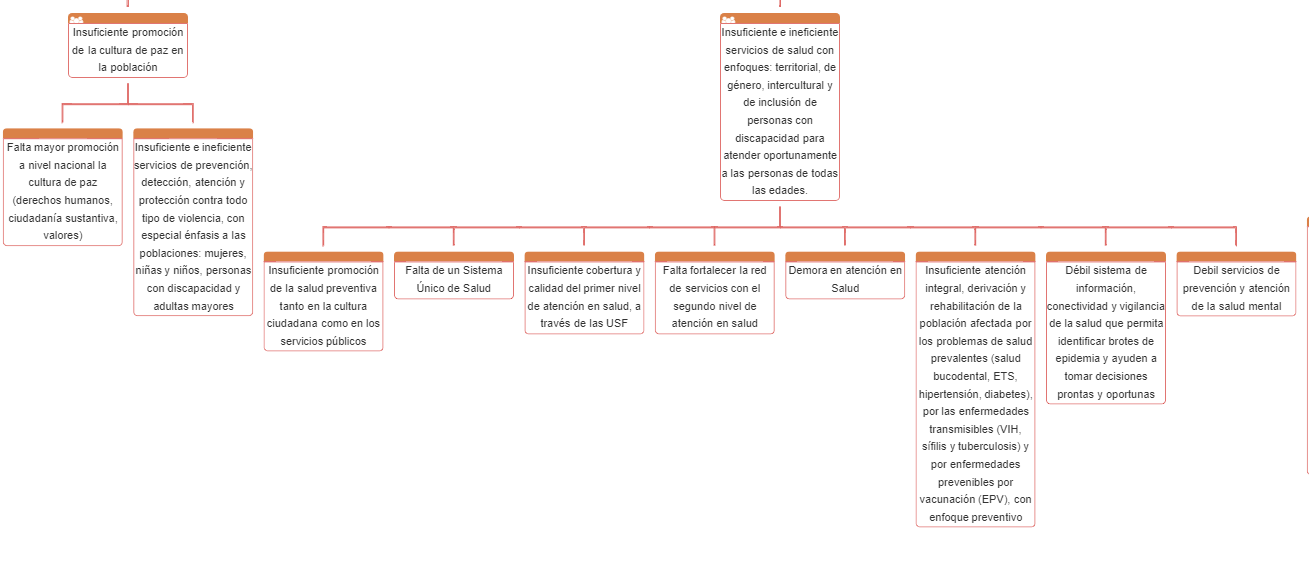 Insuficiente promoción
de la cultura de paz en
la población
Insuficiente e ineficiente
servicios de salud con
enfoques: territorial, de
género, intercultural y
de inclusión de
personas con
discapacidad para
atender oportunamente
a las personas de todas
las edades.
Falta mayor promoción
a nivel nacional la
cultura de paz
(derechos humanos,
ciudadanía sustantiva,
valores)
Insuficiente e ineficiente
servicios de prevención,
detección, atención y
protección contra todo
tipo de violencia, con
especial énfasis a las
poblaciones: mujeres,
niñas y niños, personas
con discapacidad y
adultas mayores
Insuficiente promoción
de la salud preventiva
tanto en la cultura
ciudadana como en los
servicios públicos
Falta de un Sistema
Único de Salud
Insuficiente cobertura y
calidad del primer nivel
de atención en salud, a
través de las USF
Falta fortalecer la red
de servicios con el
segundo nivel de
atención en salud
Demora en atención en
Salud
Insuficiente atención
integral, derivación y
rehabilitación de la
población afectada por
los problemas de salud
prevalentes (salud
bucodental, ETS,
hipertensión, diabetes),
por las enfermedades
transmisibles (VIH,
sífilis y tuberculosis) y
por enfermedades
prevenibles por
vacunación (EPV), con
enfoque preventivo
Débil sistema de
información,
conectividad y vigilancia
de la salud que permita
identificar brotes de
epidemia y ayuden a
tomar decisiones
prontas y oportunas
Debil servicios de
prevención y atención
de la salud mental